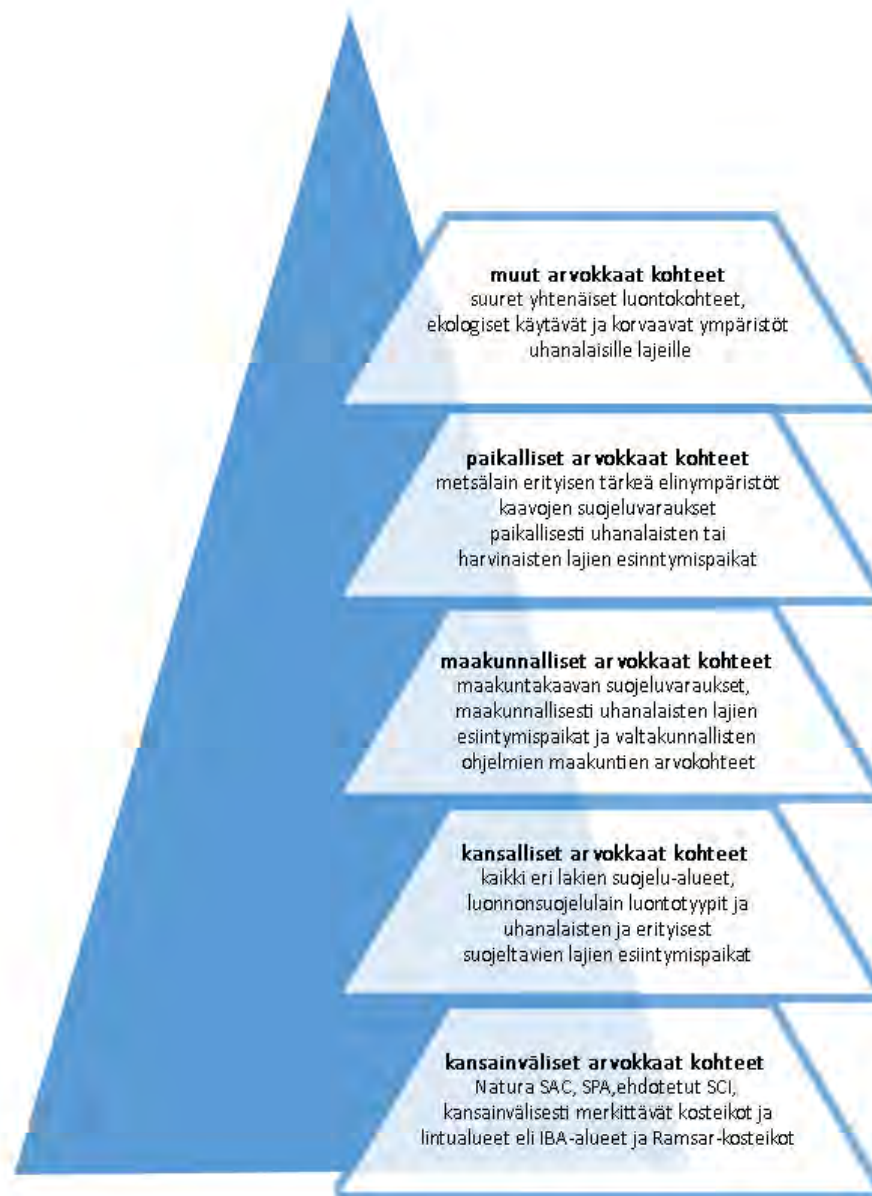 muut arvokkaat kohteet
suuret yhtenäiset luontokohteet,
ekologiset käytävät ja korvaavat ympäristöt
uhanalaisille lajeille
paikalliset arvokkaat kohteet
metsälain erityisen tärkeä elinympäristöt
kaavojen suojeluvaraukset
paikallisesti uhanalaisten tai
harvinaisten lajien esinntymispaikat
maakunnalliset arvokkaat kohteet
maakuntakaavan suojeluvaraukset,
maakunnallisesti uhanalaisten lajien
esiintymispaikat ja valtakunnallisten
ohjelmien maakuntien arvokohteet
kansalliset arvokkaat kohteet
kaikki eri lakien suojelu-alueet,
luonnonsuojelulain luontotyypit ja
uhanalaisten ja erityisest
suojeltavien lajien esiintymispaikat
kansainväliset arvokkaat kohteet
Natura SAC, SPA,ehdotetut SCI,
kansainvälisesti merkittävät kosteikot ja
lintualueet eli IBA-alueet ja Ramsar-kosteikot